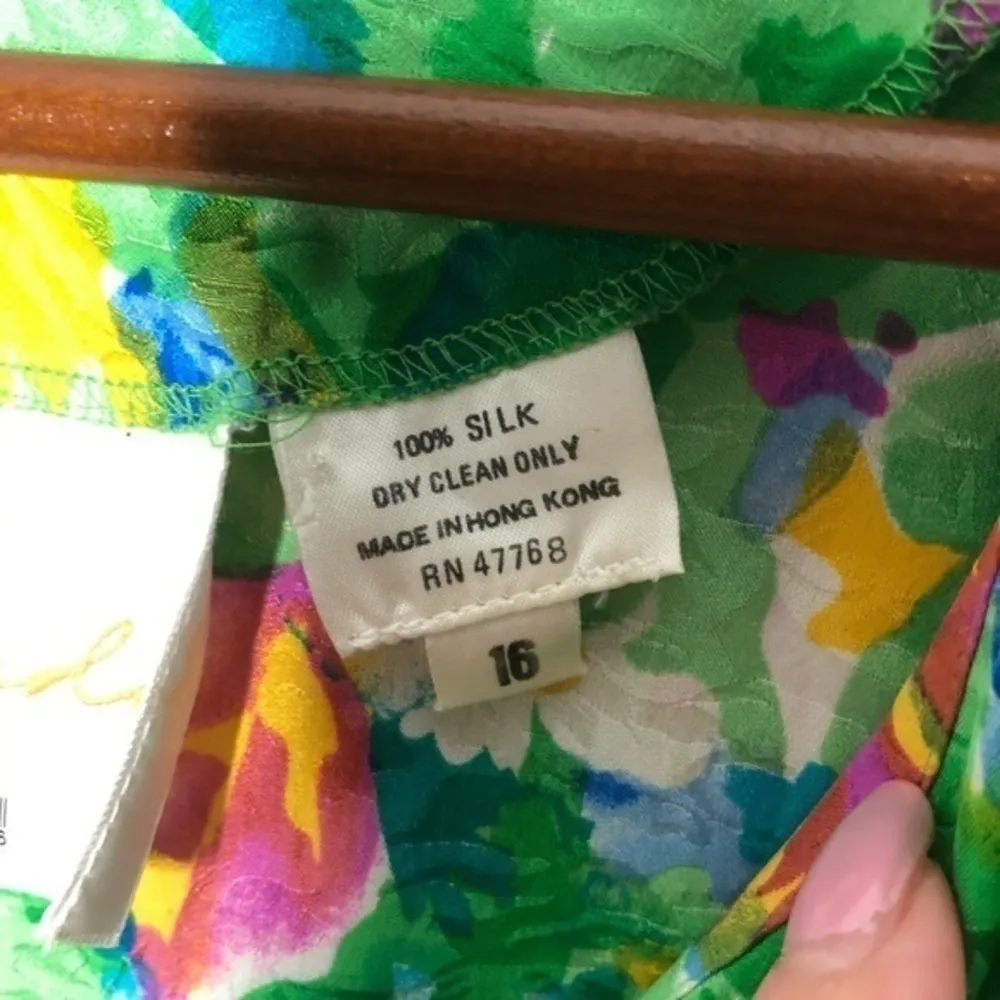 100% SILK
DRY CLEAN ONLY
MADE IN HONG KONG
RN 47768
16